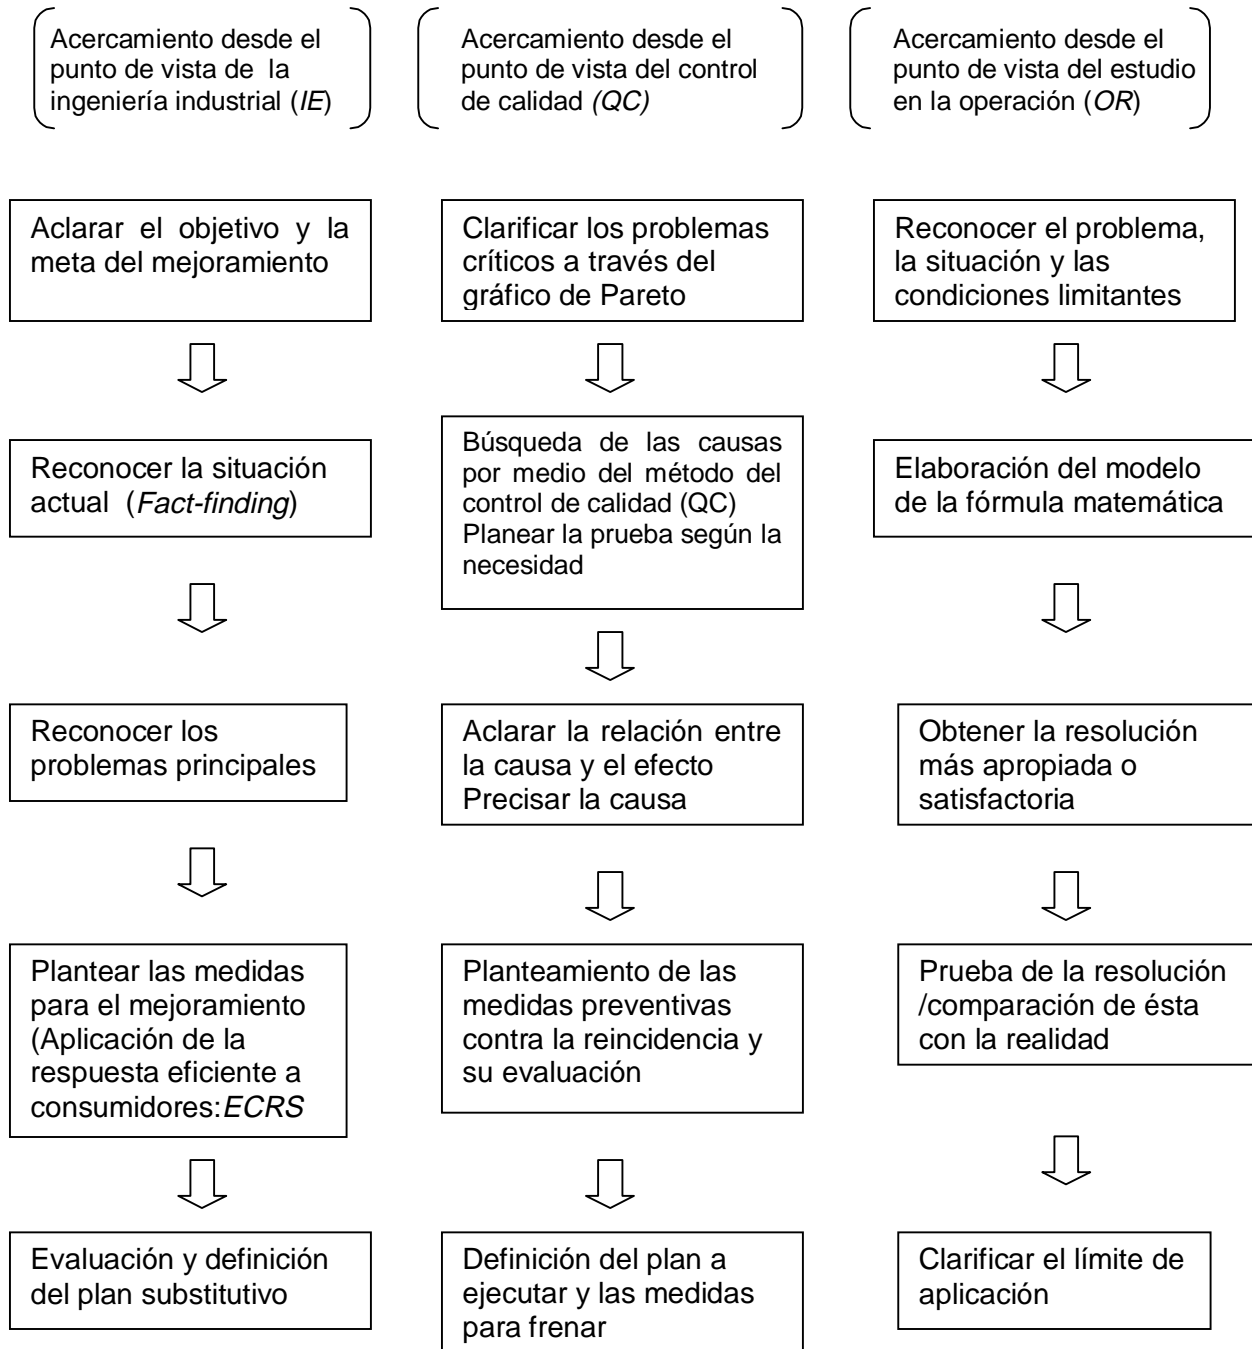 Acercamiento desde el
punto de vista de la
ingeniería industrial (IE)
Acercamiento desde el
punto de vista del control
de calidad (QC)
Acercamiento desde el
punto de vista del estudio
en la operación (OR)
Aclarar el objetivo y la
meta del mejoramiento
Clarificar los problemas
críticos a través del
gráfico de Pareto
Reconocer el problema,
la situación y las
condiciones limitantes
Reconocer la situación
actual (Fact-finding)
Búsqueda de las causas
por medio del método del
control de calidad (QC)
Planear la prueba según la
necesidad
Elaboración del modelo
de la fórmula matemática
Reconocer los
problemas principales
Aclarar la relación entre
la causa y el efecto
Precisar la causa
Obtener la resolución
más apropiada o
satisfactoria
Plantear las medidas
para el mejoramiento
(Aplicación de la
respuesta eficiente a
consumidores:ECRS
Planteamiento de las
medidas preventivas
contra la reincidencia y
su evaluación
Prueba de la resolución
/comparación de ésta
con la realidad
Evaluación y definición
del plan substitutivo
Definición del plan a
ejecutar y las medidas
para frenar
Clarificar el límite de
aplicación